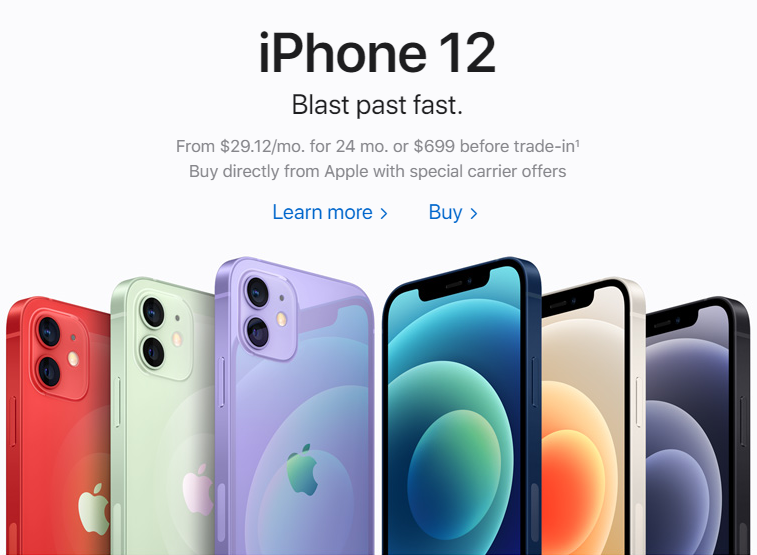 iPhone 12
Blast past fast.
From $29.12/mo. for 24 mo. or $699 before trade-in¹
Buy directly from Apple with special carrier offers
Learn more >
Buy >